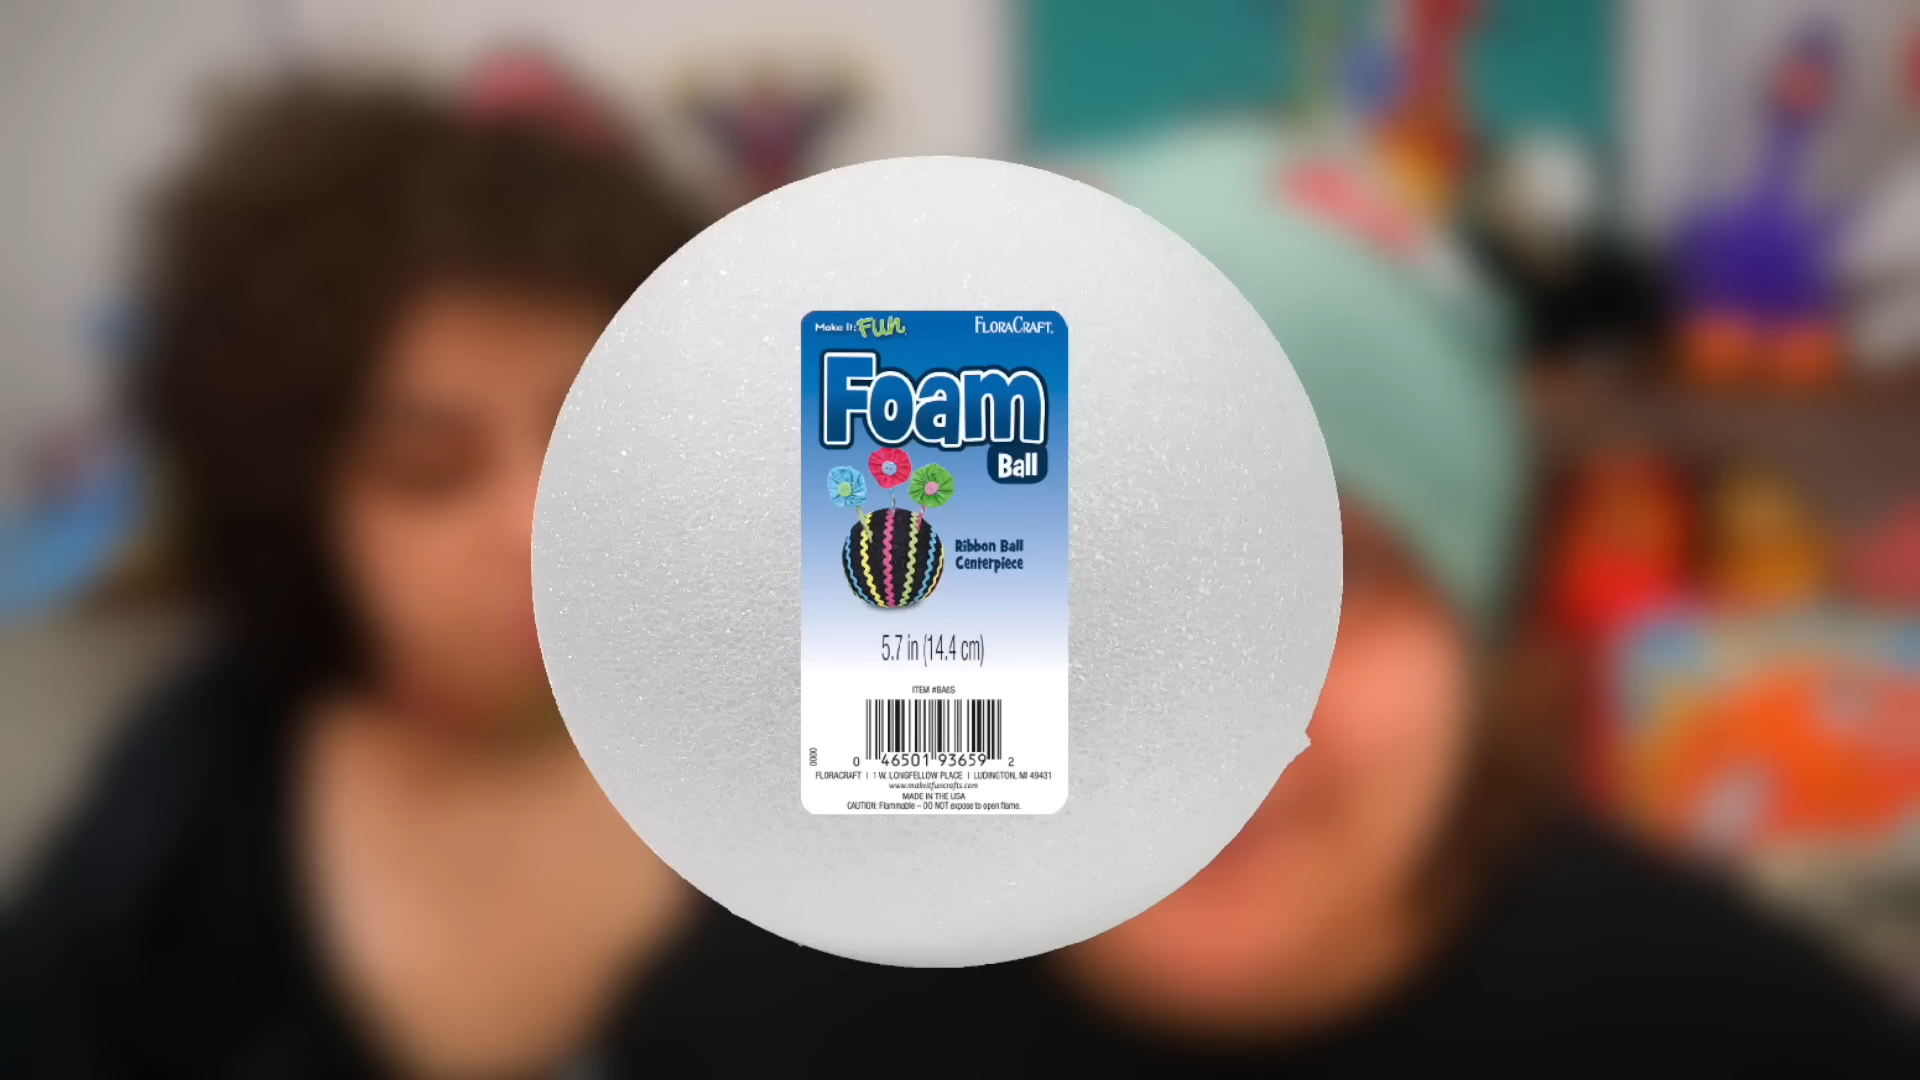 Make It: FUN
FLORACRAFT.
Foam
Ball
Ribbon Ball
Centerpiece
5.7 in (14.4 cm)
ITEM #BA6S
0000
0 46501 93659 2
FLORACRAFT | 1 W. LONGFELLOW PLACE | LUDINGTON, MI 49431
www.makeitfuncrafts.com
MADE IN THE USA
CAUTION: Flammable – DO NOT expose to open flame.